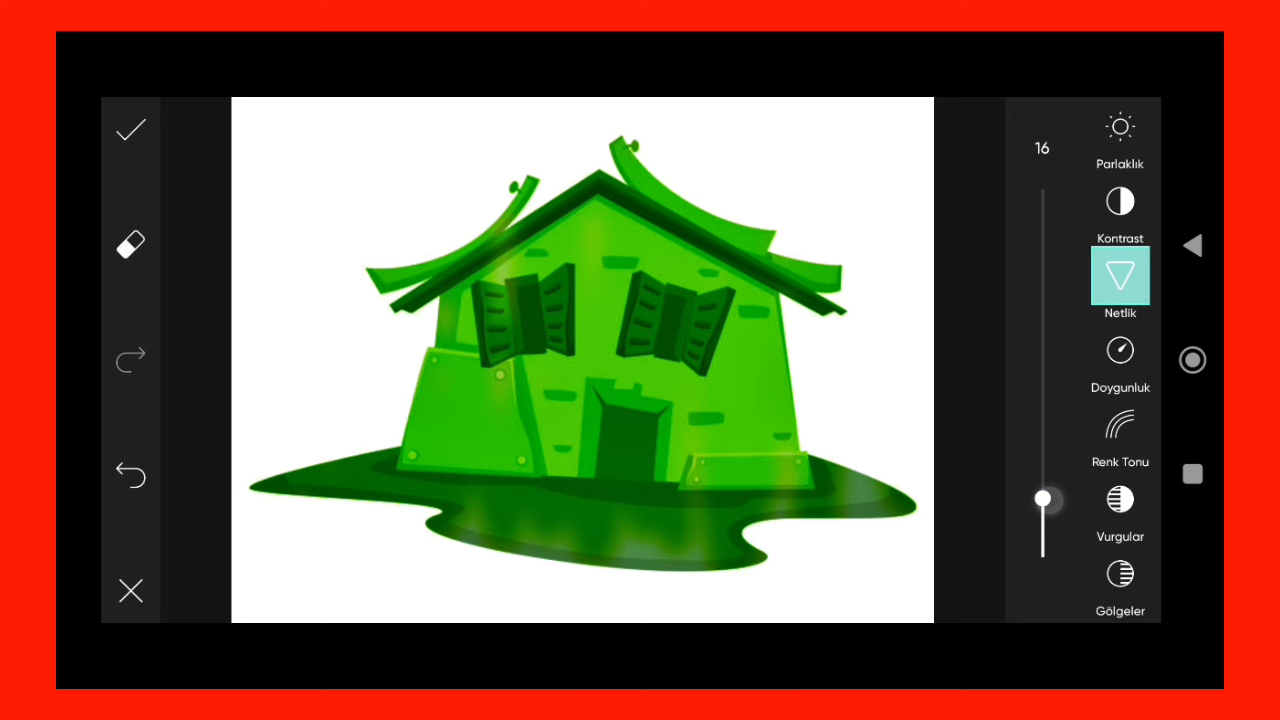 16
Parlaklık
Kontrast
Netlik
Doygunluk
Renk Tonu
Vurgular
Gölgeler